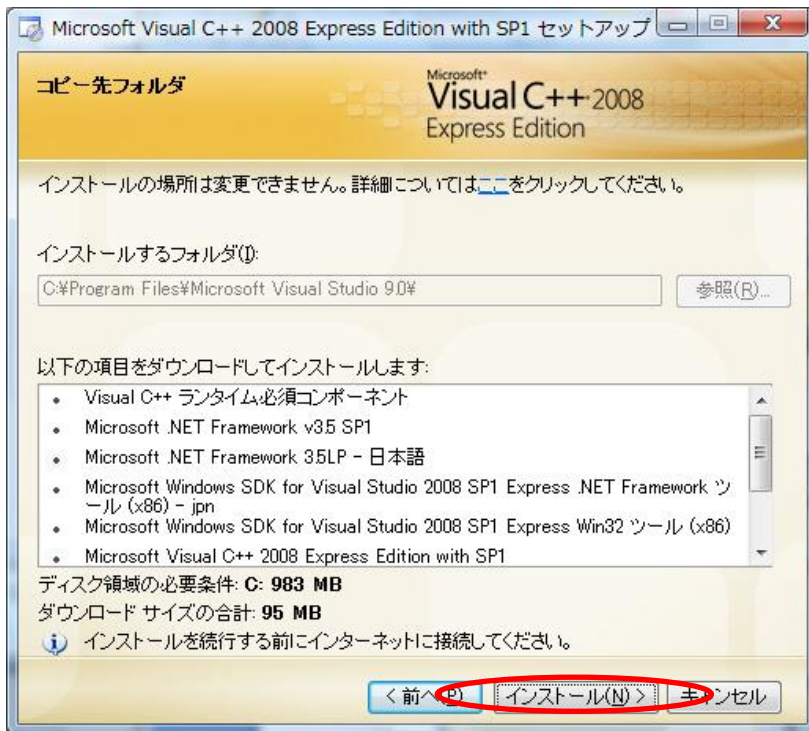 Microsoft Visual C++ 2008 Express Edition with SP1 セットアップ
コピー先フォルダ
Microsoft
Visual C++ 2008
Express Edition
インストールの場所は変更できません。詳細についてはここをクリックしてください。
インストールするフォルダ(I):
C:¥Program Files¥Microsoft Visual Studio 9.0¥
参照(R)...
以下の項目をダウンロードしてインストールします:
• Visual C++ ランタイム必須コンポーネント
• Microsoft .NET Framework v3.5 SP1
• Microsoft .NET Framework 3.5LP - 日本語
• Microsoft Windows SDK for Visual Studio 2008 SP1 Express .NET Framework ツ
ール (x86) - jpn
• Microsoft Windows SDK for Visual Studio 2008 SP1 Express Win32 ツール (x86)
• Microsoft Visual C++ 2008 Express Edition with SP1
ディスク領域の必要条件: C: 983 MB
ダウンロード サイズの合計: 95 MB
インストールを続行する前にインターネットに接続してください。
< 前へ(P)
インストール(N) >
キャンセル